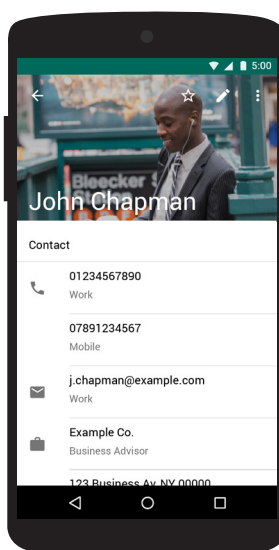 5:00
Bleecker S
Station
John Chapman
Contact
01234567890
Work
07891234567
Mobile
j.chapman@example.com
Work
Example Co.
Business Advisor
123 Business Av, NY 00000